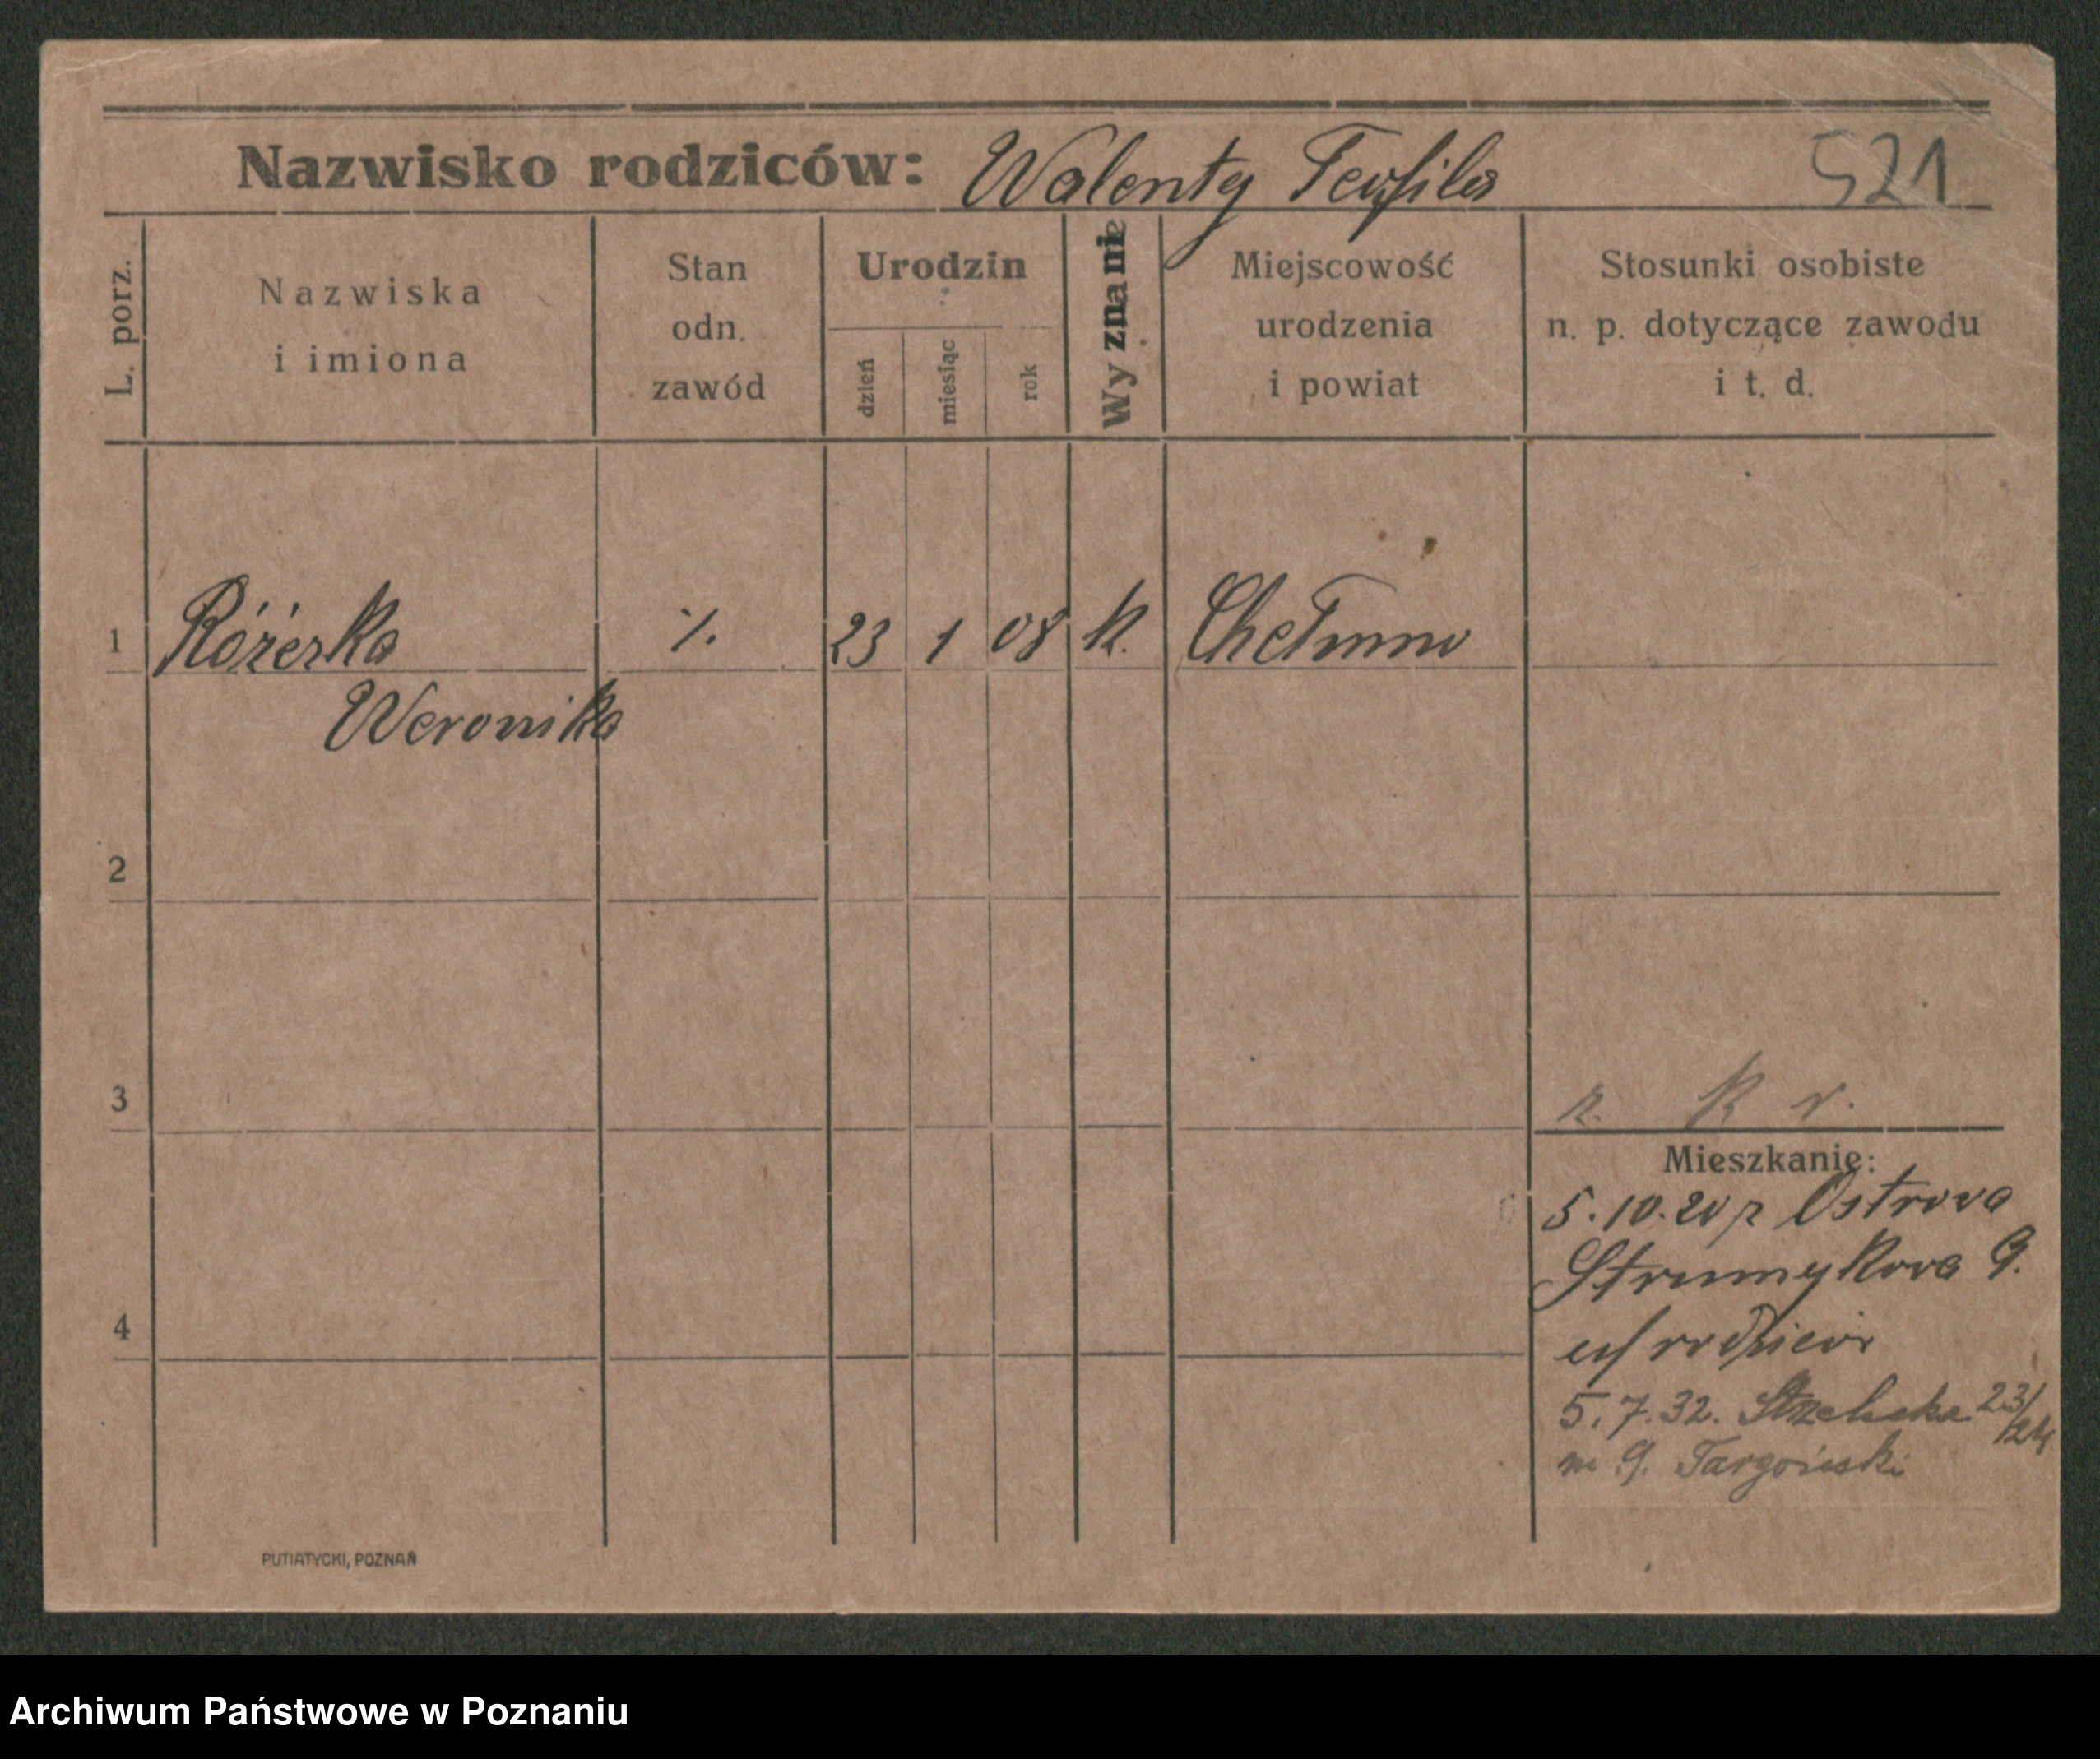 Nazwisko rodziców: Walenty Teofila 521
L. porz.
Nazwiska
i imiona
Stan
odn.
zawód
Urodzin
dzień
miesiąc
rok
Wyznanie
Miejscowość
urodzenia
i powiat
Stosunki osobiste
n. p. dotyczące zawodu
i t. d.
1 Różerka ./. 23 1 08 k. Chełmno
Weronika
2
3
k. r.
Mieszkanie:
5.10.20 z Ostrowa
Strumykowa 9.
u/rodziców
4
5.7.32. Strzelecka 23/24
m 9.
PUTIATYCKI, POZNAŃ
Archiwum Państwowe w Poznaniu